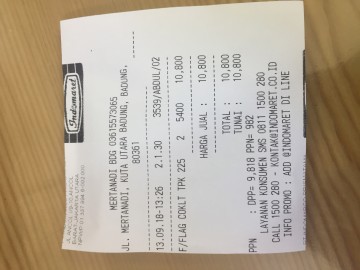 Indomaret
MERTANADI BDG 03615573065
JL. MERTANADI, KUTA UTARA BADUNG, BADUNG,
80361
13.09.18-13:26 2.1.30 3539/ABDUL/02
F/FLAG COKLT TPK 225 2 5400 10,800
HARGA JUAL : 10,800
TOTAL : 10,800
TUNAI : 10,800
PPN : DPP= 9,818 PPN= 982
LAYANAN KONSUMEN SMS 0811 1500 280
CALL 1500 280 - KONTAK@INDOMARET.CO.ID
INFO PROMO : ADD @INDOMARET DI LINE